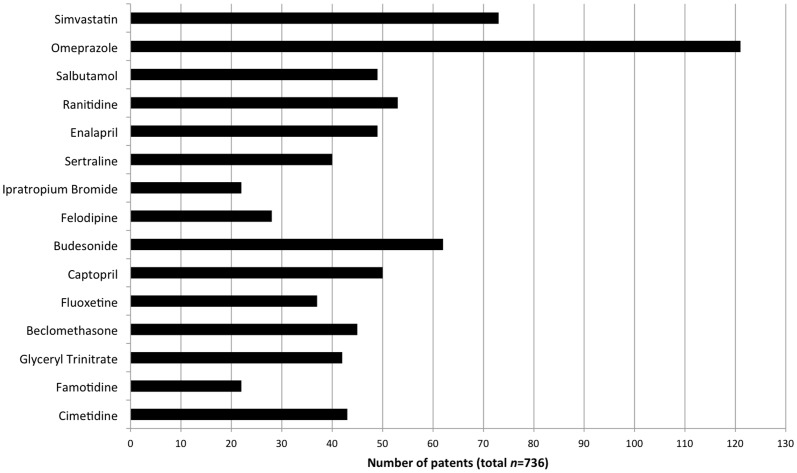 Simvastatin
Omeprazole
Salbutamol
Ranitidine
Enalapril
Sertraline
Ipratropium Bromide
Felodipine
Budesonide
Captopril
Fluoxetine
Beclomethasone
Glyceryl Trinitrate
Famotidine
Cimetidine
0 10 20 30 40 50 60 70 80 90 100 110 120 130
Number of patents (total n=736)